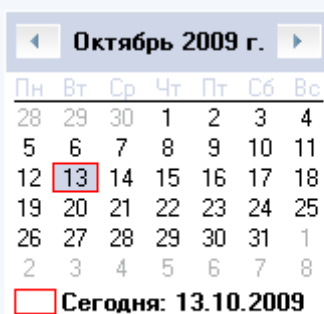 Октябрь 2009 г.
Пн Вт Ср Чт Пт Сб Вс
28 29 30 1 2 3 4
5 6 7 8 9 10 11
12 13 14 15 16 17 18
19 20 21 22 23 24 25
26 27 28 29 30 31 1
2 3 4 5 6 7 8
Сегодня: 13.10.2009